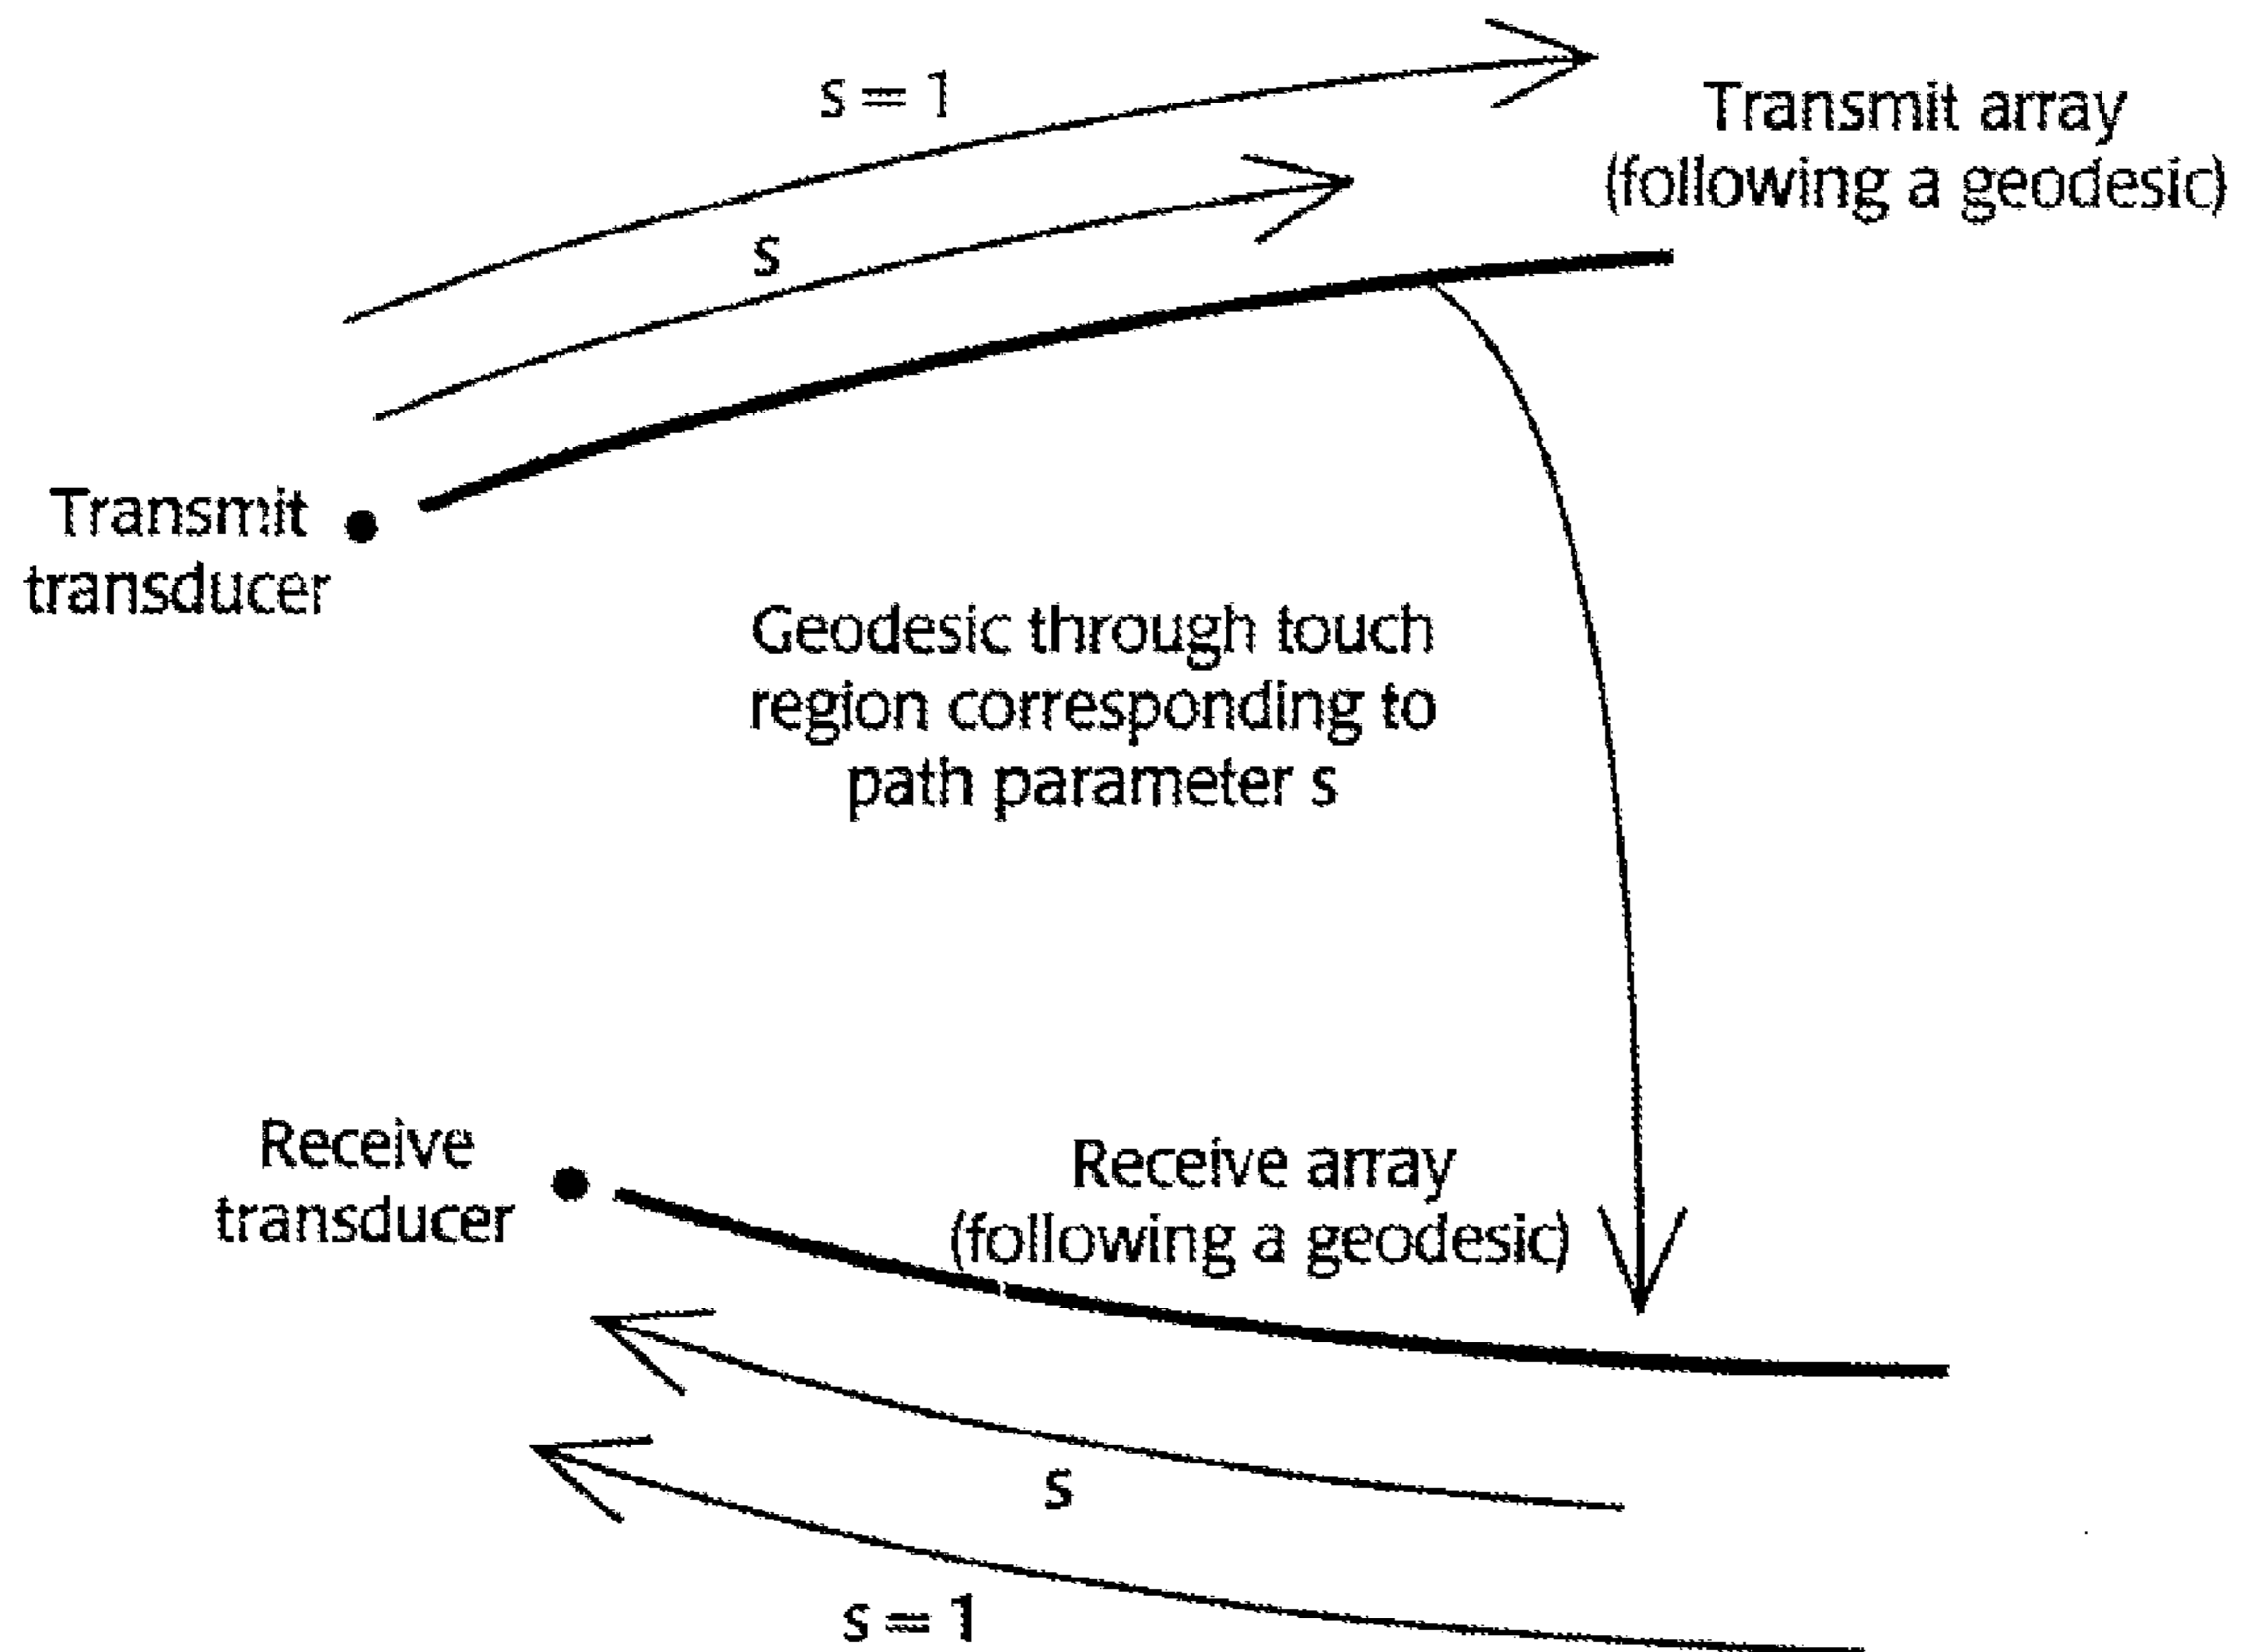 s = 1
Transmit array
(following a geodesic)
s
Transmit
transducer
Geodesic through touch
region corresponding to
path parameter s
Receive
transducer
Receive array
(following a geodesic)
s
s = 1